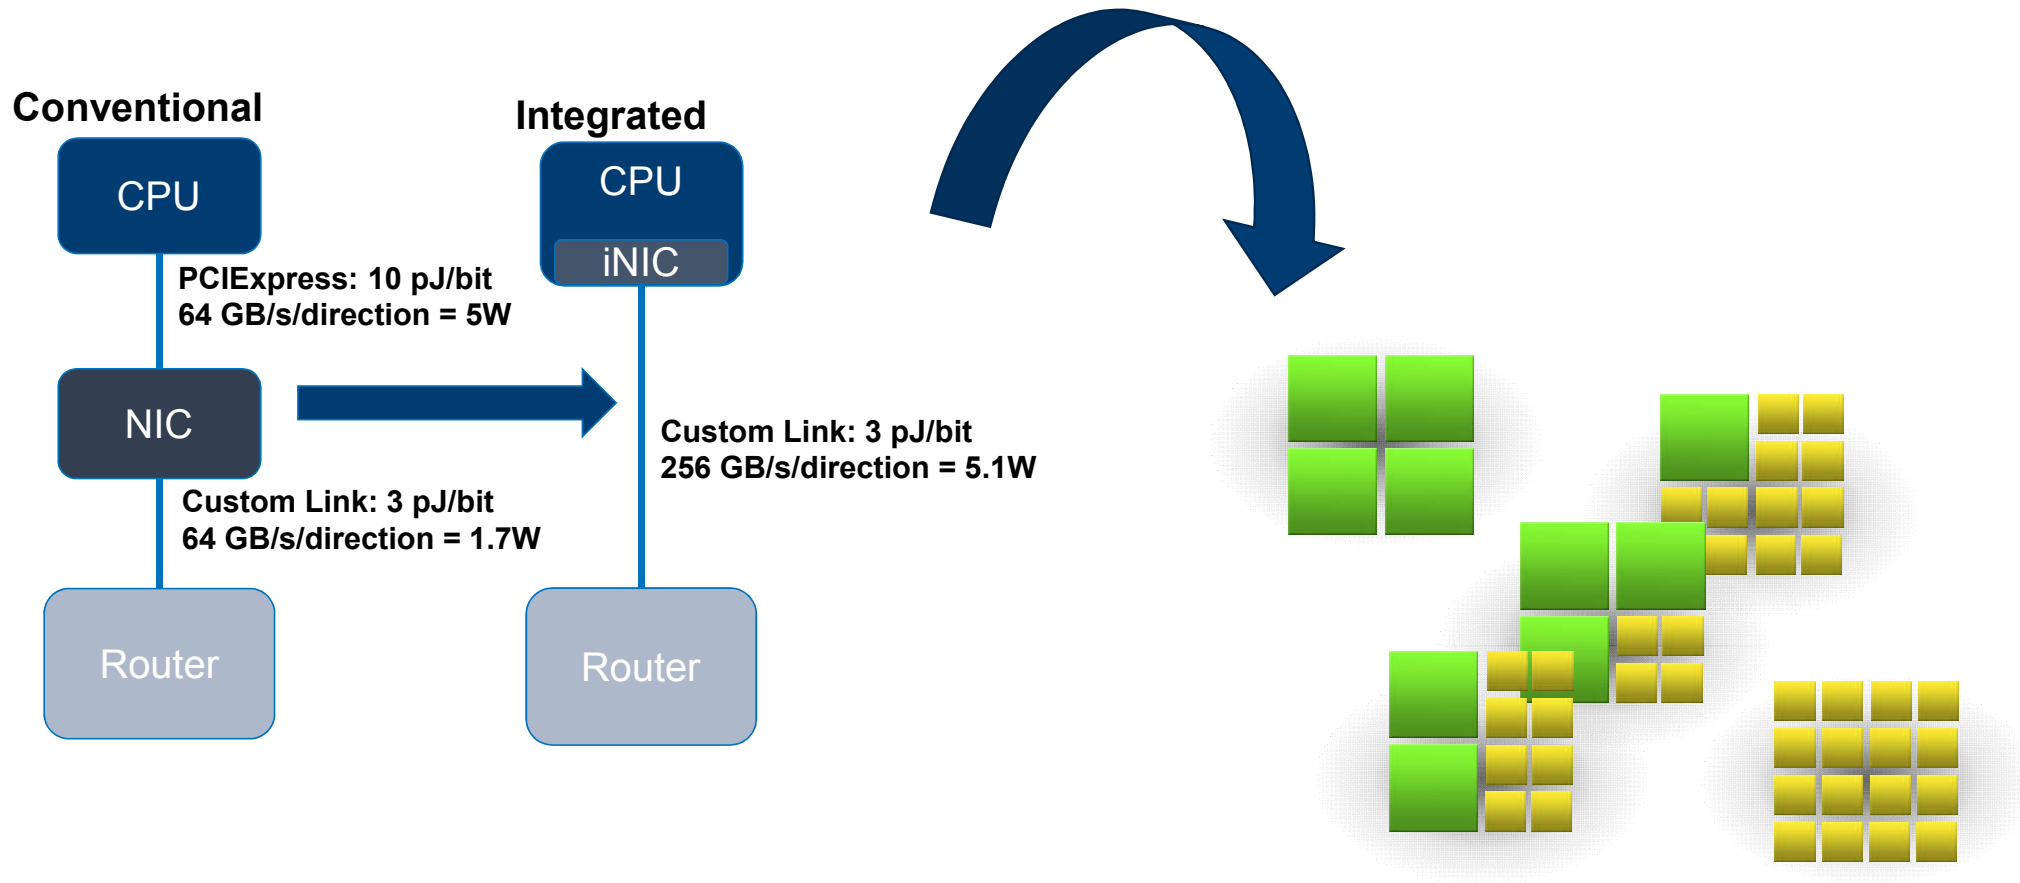 Conventional
CPU
PCIExpress: 10 pJ/bit
64 GB/s/direction = 5W
NIC
Custom Link: 3 pJ/bit
64 GB/s/direction = 1.7W
Router
Integrated
CPU
iNIC
Custom Link: 3 pJ/bit
256 GB/s/direction = 5.1W
Router